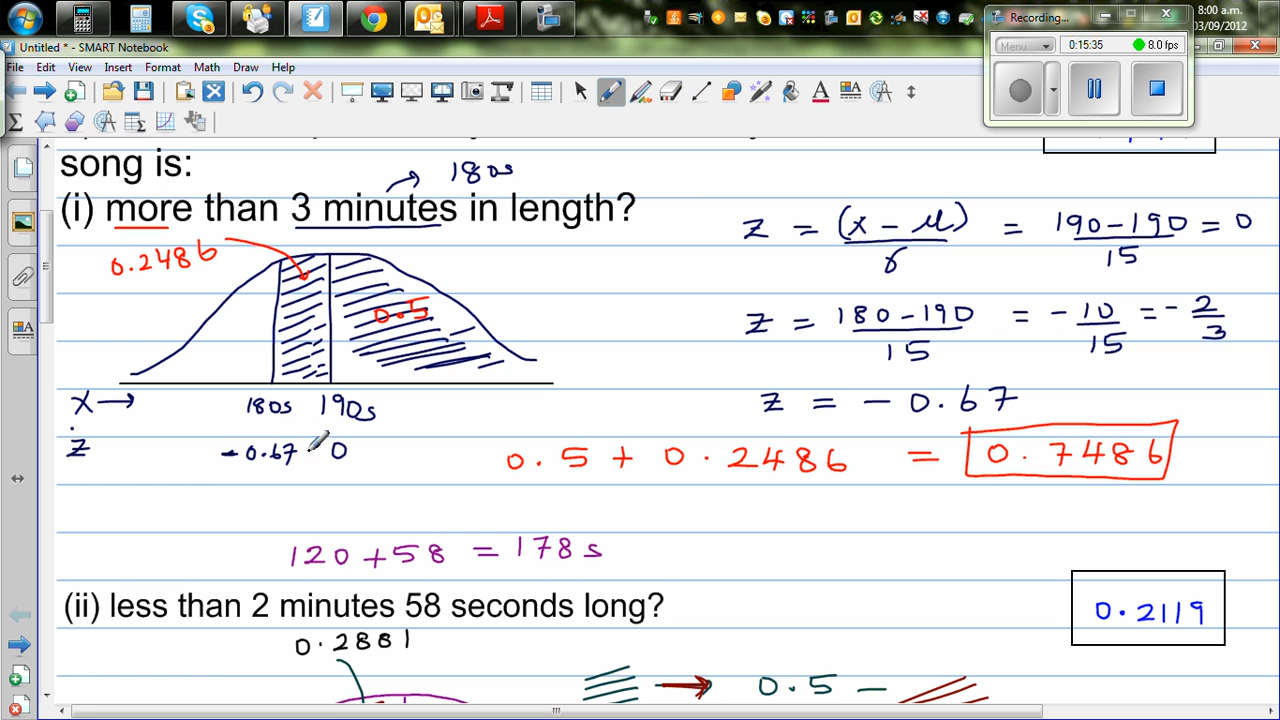 8:00 a.m.
03/09/2012
Recording...
Menu
0:15:35
8.0 fps
Untitled * - SMART Notebook
File Edit View Insert Format Math Draw Help
song is:
180s
(i) more than 3 minutes in length?
0.2486
0.5
X →
180s 190s
Z
-0.67 0
z = (x - μ) / σ = 190-190 / 15 = 0
z = 180-190 / 15 = -10/15 = -2/3
z = -0.67
0.5 + 0.2486 = 0.7486
120+58 = 178s
(ii) less than 2 minutes 58 seconds long?
0.2119
0.2881
→ 0.5 -